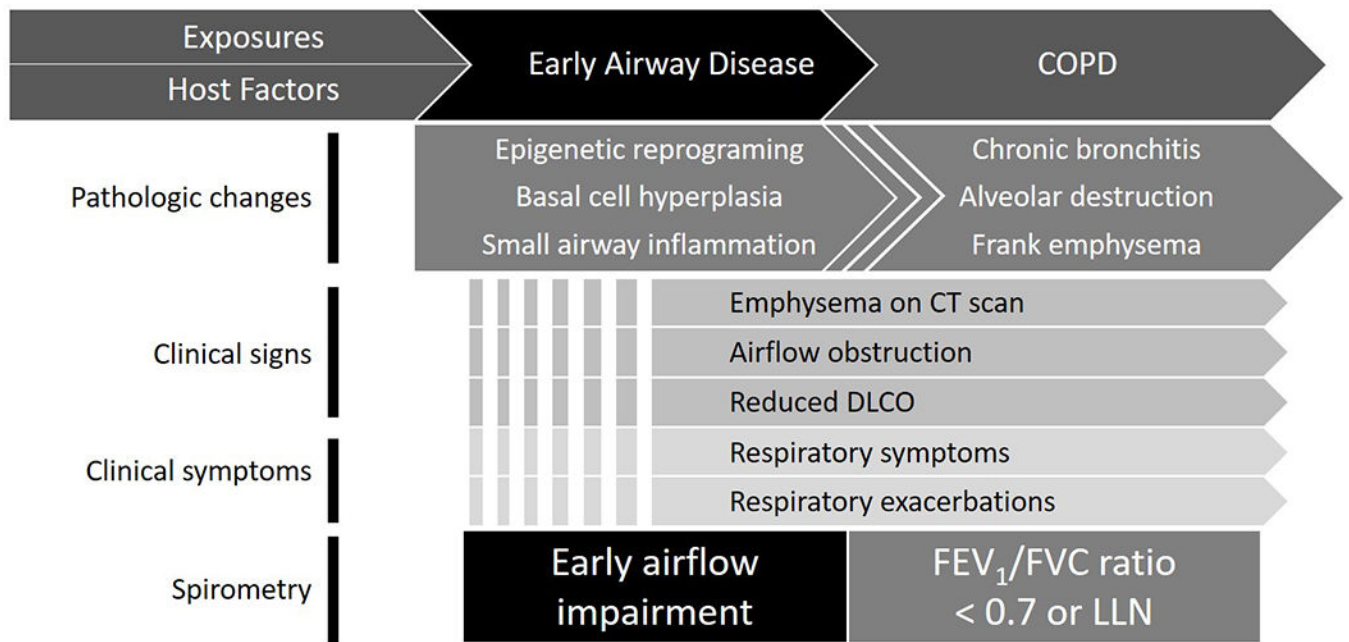 Exposures
Host Factors
Early Airway Disease
COPD
Pathologic changes
Epigenetic reprograming
Basal cell hyperplasia
Small airway inflammation
Chronic bronchitis
Alveolar destruction
Frank emphysema
Clinical signs
Emphysema on CT scan
Airflow obstruction
Reduced DLCO
Clinical symptoms
Respiratory symptoms
Respiratory exacerbations
Spirometry
Early airflow
impairment
FEV₁/FVC ratio
< 0.7 or LLN